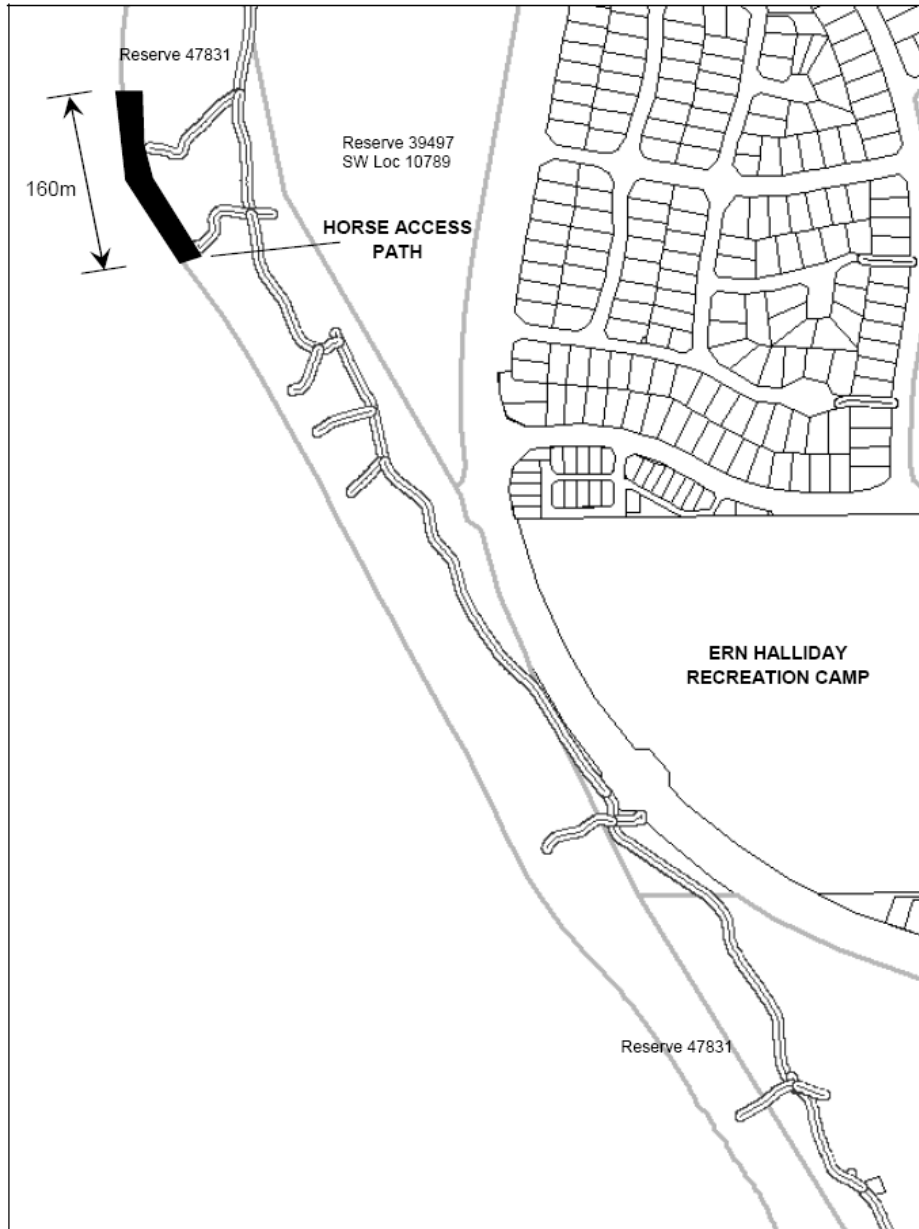 Reserve 47831
Reserve 39497
SW Loc 10789
160m
HORSE ACCESS
PATH
ERN HALLIDAY
RECREATION CAMP
Reserve 47831